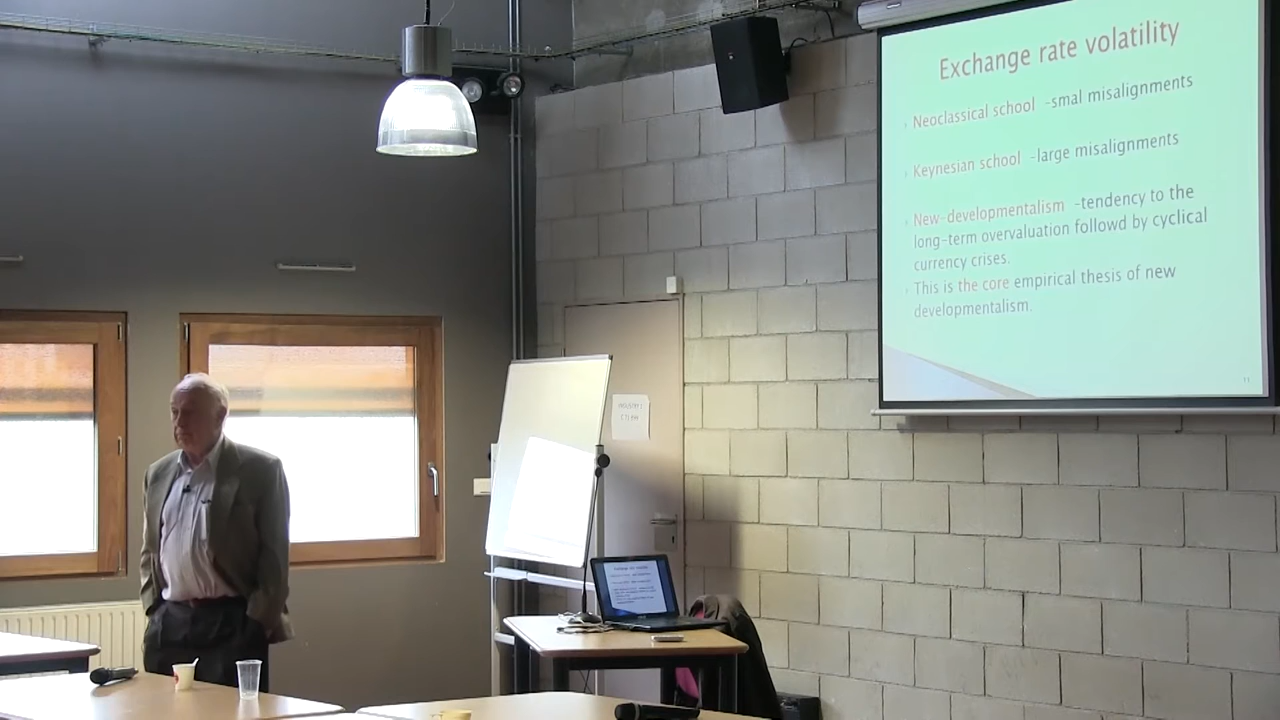 Exchange rate volatility
Neoclassical school -smal misalignments
Keynesian school -large misalignments
New-developmentalism -tendency to the
long-term overvaluation followd by cyclical
currency crises.
This is the core empirical thesis of new
developmentalism.
11